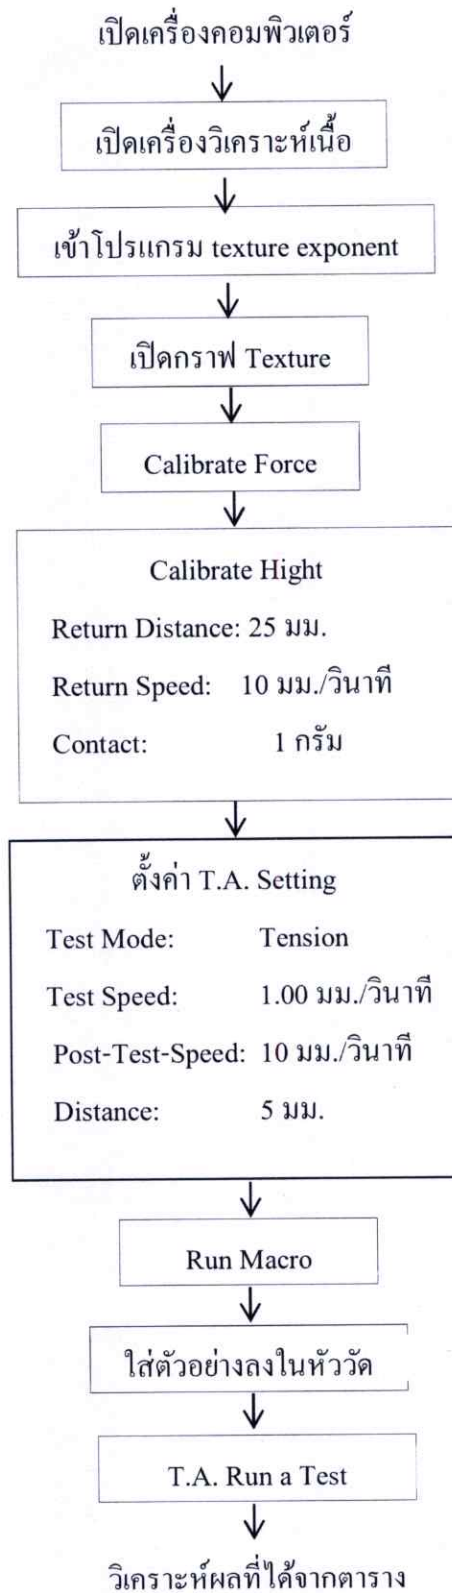 เปิดเครื่องคอมพิวเตอร์
เปิดเครื่องวิเคราะห์เนื้อ
เข้าโปรแกรม texture exponent
เปิดกราฟ Texture
Calibrate Force
Calibrate Hight
Return Distance: 25 มม.
Return Speed: 10 มม./วินาที
Contact: 1 กรัม
ตั้งค่า T.A. Setting
Test Mode: Tension
Test Speed: 1.00 มม./วินาที
Post-Test-Speed: 10 มม./วินาที
Distance: 5 มม.
Run Macro
ใส่ตัวอย่างลงในหัววัด
T.A. Run a Test
วิเคราะห์ผลที่ได้จากตาราง